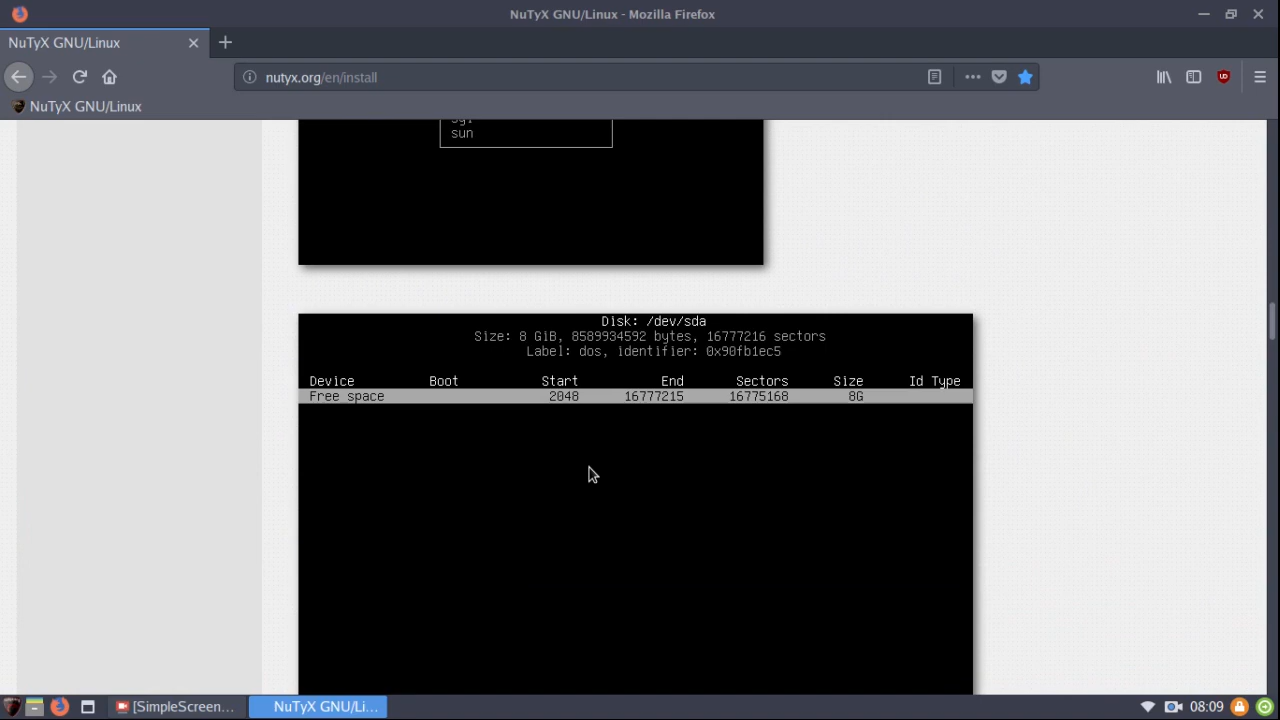 NuTyX GNU/Linux - Mozilla Firefox
NuTyX GNU/Linux
nutyx.org/en/install
NuTyX GNU/Linux
sun
Disk: /dev/sda
Size: 8 GiB, 8589934592 bytes, 16777216 sectors
Label: dos, identifier: 0x90fb1ec5
Device Boot Start End Sectors Size Id Type
Free space 2048 16777215 16775168 8G
[SimpleScreen... NuTyX GNU/Li... 08:09